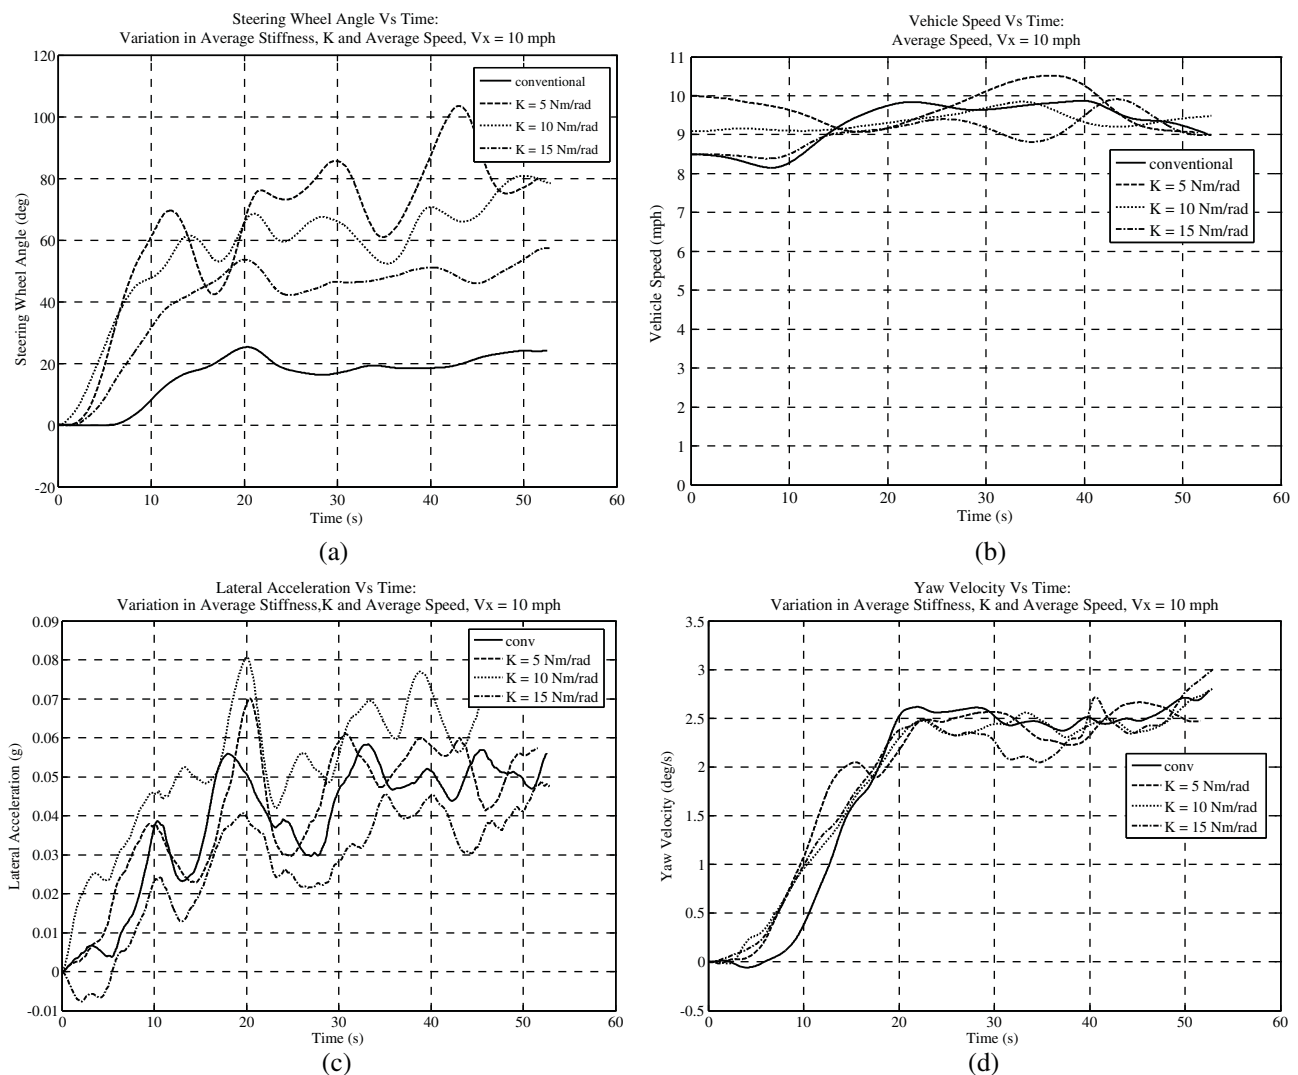 Steering Wheel Angle Vs Time:
Variation in Average Stiffness, K and Average Speed, Vx = 10 mph
120
100
80
60
40
20
0
-20
Steering Wheel Angle (deg)
conventional
K = 5 Nm/rad
K = 10 Nm/rad
K = 15 Nm/rad
0 10 20 30 40 50 60
Time (s)
(a)
Vehicle Speed Vs Time:
Average Speed, Vx = 10 mph
11
10
9
8
7
6
5
4
3
2
1
0
Vehicle Speed (mph)
conventional
K = 5 Nm/rad
K = 10 Nm/rad
K = 15 Nm/rad
0 10 20 30 40 50 60
Time (s)
(b)
Lateral Acceleration Vs Time:
Variation in Average Stiffness,K and Average Speed, Vx = 10 mph
0.09
0.08
0.07
0.06
0.05
0.04
0.03
0.02
0.01
0
-0.01
Lateral Acceleration (g)
conv
K = 5 Nm/rad
K = 10 Nm/rad
K = 15 Nm/rad
0 10 20 30 40 50 60
Time (s)
(c)
Yaw Velocity Vs Time:
Variation in Average Stiffness, K and Average Speed, Vx = 10 mph
3.5
3
2.5
2
1.5
1
0.5
0
-0.5
Yaw Velocity (deg/s)
conv
K = 5 Nm/rad
K = 10 Nm/rad
K = 15 Nm/rad
0 10 20 30 40 50 60
Time (s)
(d)